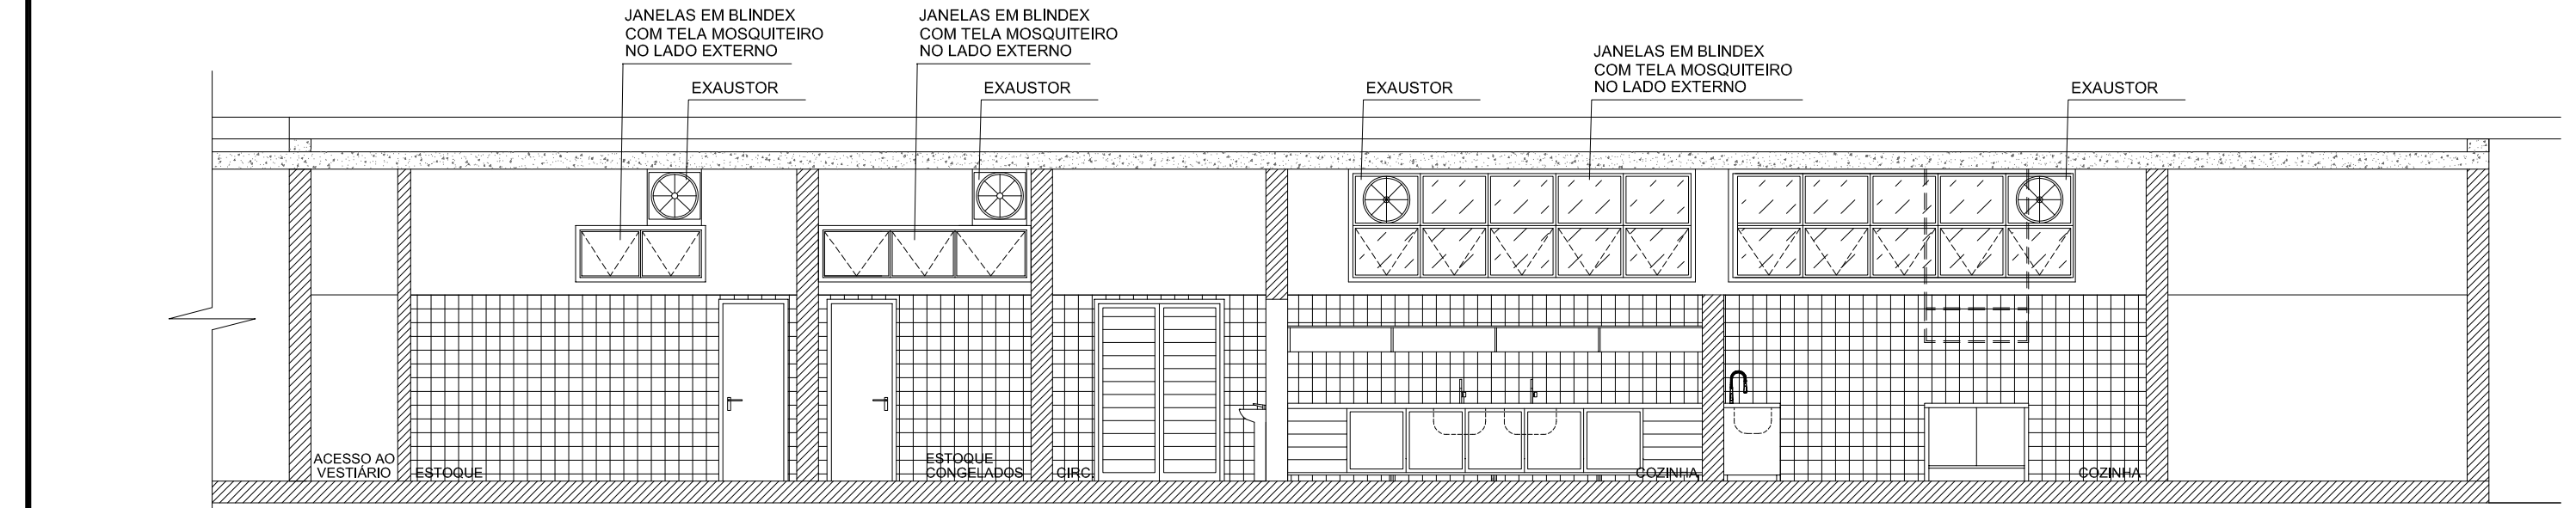 JANELAS EM BLINDEX
COM TELA MOSQUITEIRO
NO LADO EXTERNO
EXAUSTOR
JANELAS EM BLINDEX
COM TELA MOSQUITEIRO
NO LADO EXTERNO
EXAUSTOR
EXAUSTOR
JANELAS EM BLINDEX
COM TELA MOSQUITEIRO
NO LADO EXTERNO
EXAUSTOR
ACESSO AO
VESTIÁRIO
ESTOQUE
ESTOQUE
CONGELADOS
CIRC.
COZINHA
COZINHA